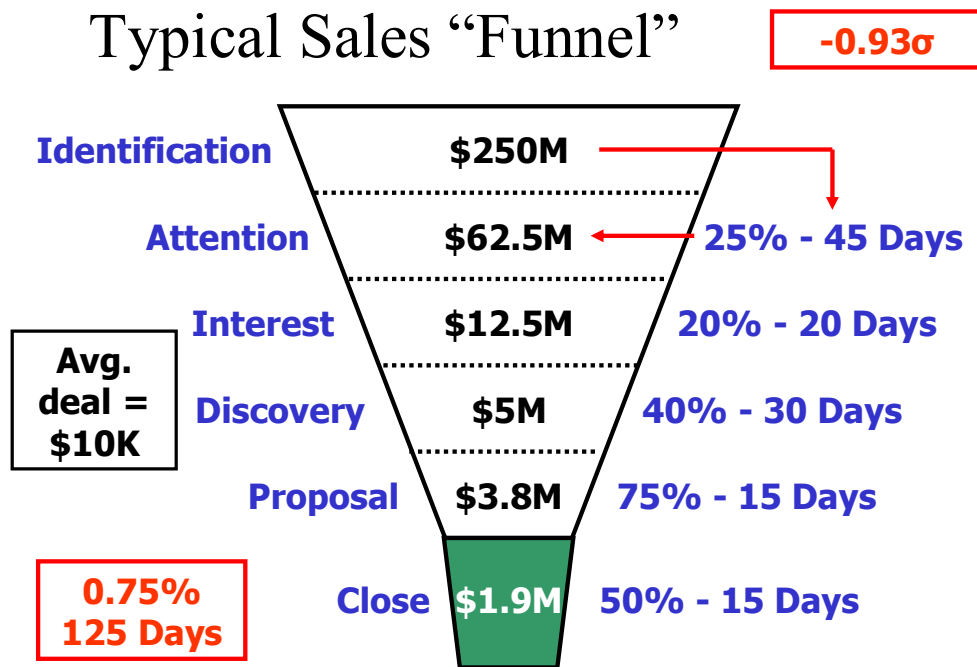 Typical Sales “Funnel”
-0.93σ
Identification
$250M
Attention
$62.5M
25% - 45 Days
Interest
$12.5M
20% - 20 Days
Avg.
deal =
$10K
Discovery
$5M
40% - 30 Days
Proposal
$3.8M
75% - 15 Days
0.75%
125 Days
Close
$1.9M
50% - 15 Days